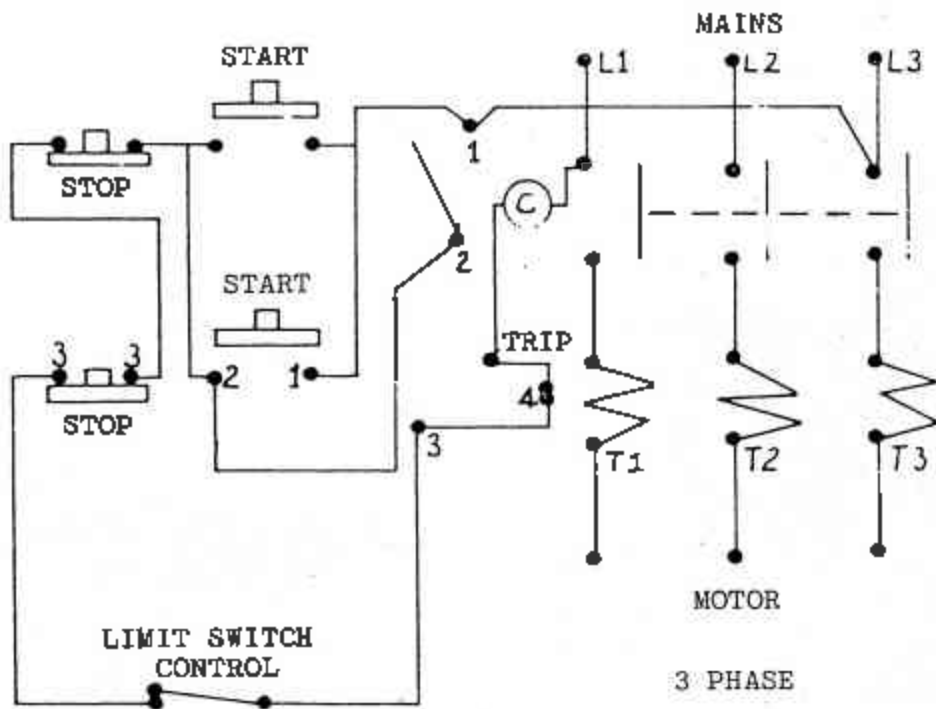 MAINS
START
L1
L2
L3
1
STOP
C
2
START
TRIP
3 3
2 1
4
STOP
3
T1
T2
T3
MOTOR
LIMIT SWITCH
CONTROL
3 PHASE